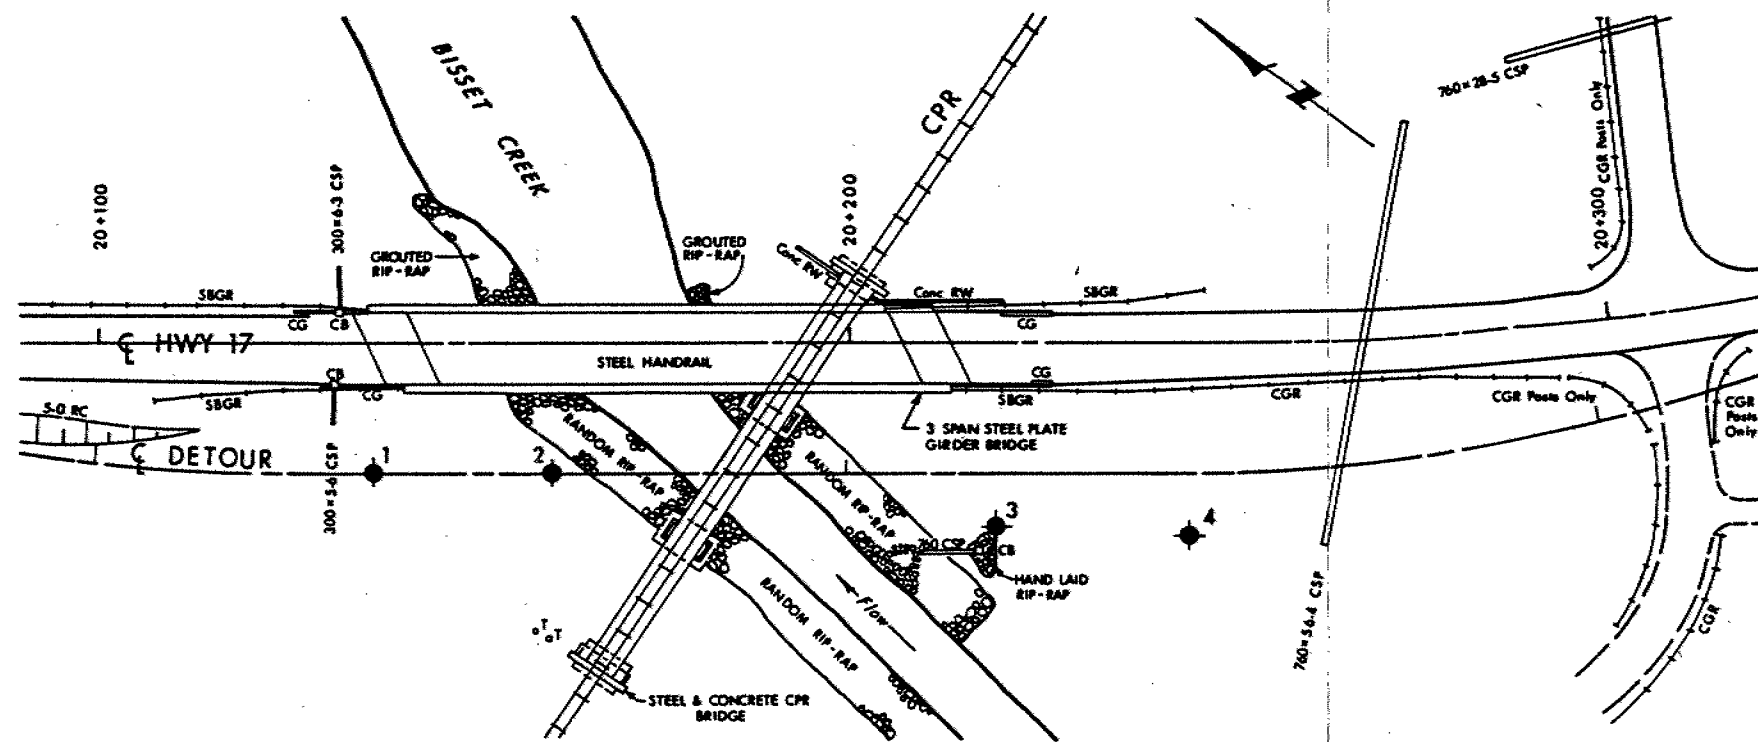 BISSET CREEK
CPR
N
760 × 28·5 CSP
CGR Posts Only
20+100
300 × 6·3 CSP
20+200
20+300
GROUTED
RIP-RAP
GROUTED
RIP-RAP
Conc RW
SBGR
Conc RW
SBGR
CG
CB
CG
℄ HWY 17
STEEL HANDRAIL
CB
CG
CG
SBGR
SBGR
CGR
CGR Posts Only
CGR
Posts
Only
5·0 RC
3 SPAN STEEL PLATE
GIRDER BRIDGE
℄ DETOUR
300 × 5·6 CSP
1
2
RANDOM RIP-RAP
RANDOM RIP-RAP
3
4
760 CSP
CB
HAND LAID
RIP-RAP
Flow
RANDOM RIP-RAP
760 × 56·4 CSP
CGR
T
T
STEEL & CONCRETE CPR
BRIDGE